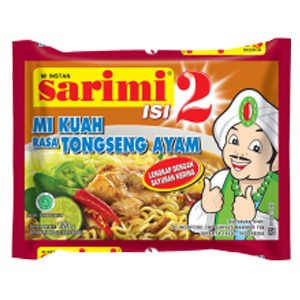 MI INSTAN
sarimi®
ISI 2
MI KUAH
RASA TONGSENG AYAM
LENGKAP DENGAN
SAYURAN KERING